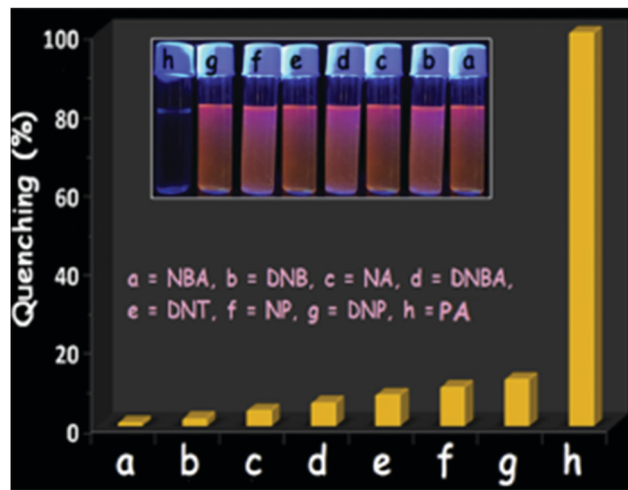 Quenching (%)
100
80
60
40
20
0
h g f e d c b a
a = NBA, b = DNB, c = NA, d = DNBA,
e = DNT, f = NP, g = DNP, h = PA
a b c d e f g h